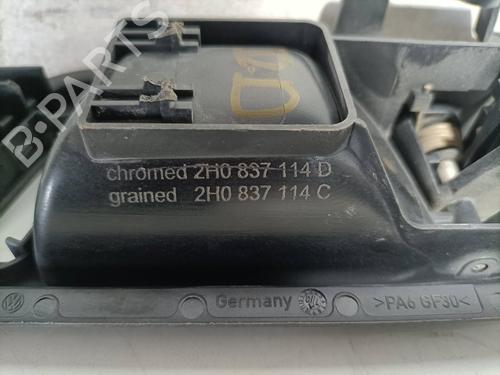 B-PARTS
chromed 2H0 837 114 D
grained 2H0 837 114 C
Germany >PA6 GF30<